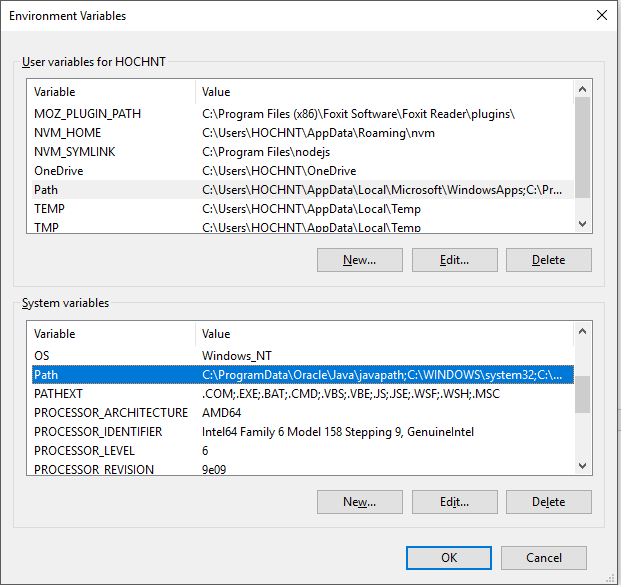 Environment Variables
User variables for HOCHNT
Variable Value
MOZ_PLUGIN_PATH C:\Program Files (x86)\Foxit Software\Foxit Reader\plugins\
NVM_HOME C:\Users\HOCHNT\AppData\Roaming\nvm
NVM_SYMLINK C:\Program Files\nodejs
OneDrive C:\Users\HOCHNT\OneDrive
Path C:\Users\HOCHNT\AppData\Local\Microsoft\WindowsApps;C:\Pr...
TEMP C:\Users\HOCHNT\AppData\Local\Temp
TMP C:\Users\HOCHNT\AppData\Local\Temp
New... Edit... Delete
System variables
Variable Value
OS Windows_NT
Path C:\ProgramData\Oracle\Java\javapath;C:\WINDOWS\system32;C:\...
PATHEXT .COM;.EXE;.BAT;.CMD;.VBS;.VBE;.JS;.JSE;.WSF;.WSH;.MSC
PROCESSOR_ARCHITECTURE AMD64
PROCESSOR_IDENTIFIER Intel64 Family 6 Model 158 Stepping 9, GenuineIntel
PROCESSOR_LEVEL 6
PROCESSOR_REVISION 9e09
New... Edit... Delete
OK Cancel